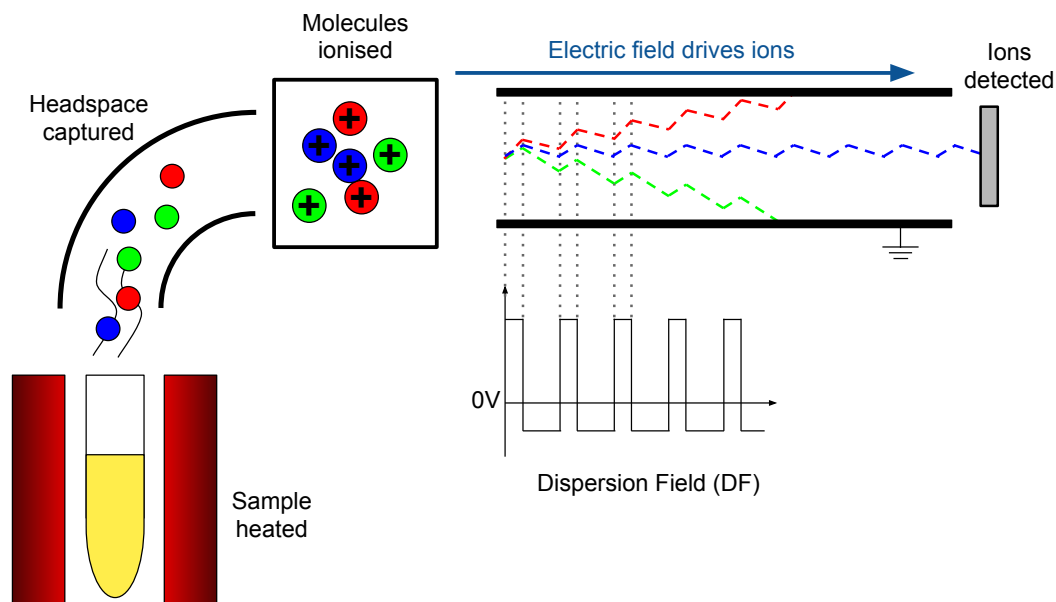 Molecules
ionised
Electric field drives ions
Ions
detected
Headspace
captured
+
+
+
+
+
+
0V
Dispersion Field (DF)
Sample
heated